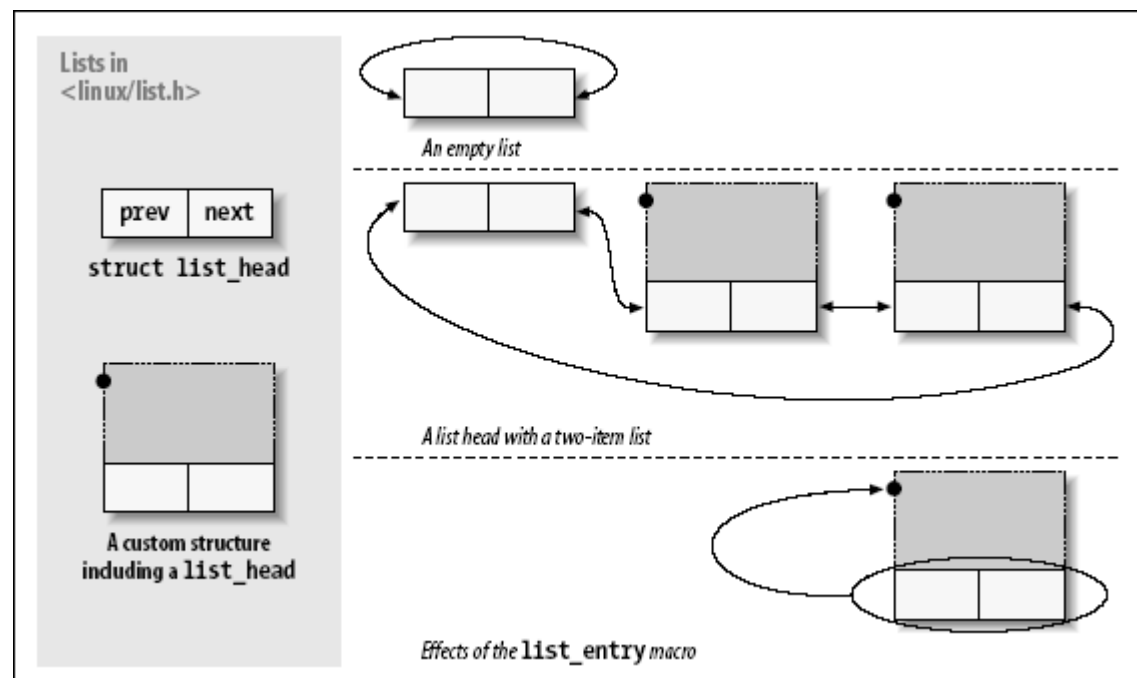 Lists in
<linux/list.h>
prev next
struct list_head
A custom structure
including a list_head
An empty list
A list head with a two-item list
Effects of the list_entry macro